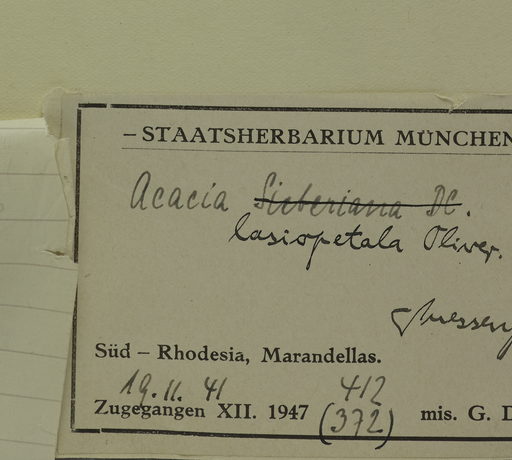 – STAATSHERBARIUM MÜNCHEN
Acacia Sieberiana DC.
lasiopetala Oliver.
Süd – Rhodesia, Marandellas.
19.11.41 412
Zugegangen XII. 1947 (372) mis. G. D